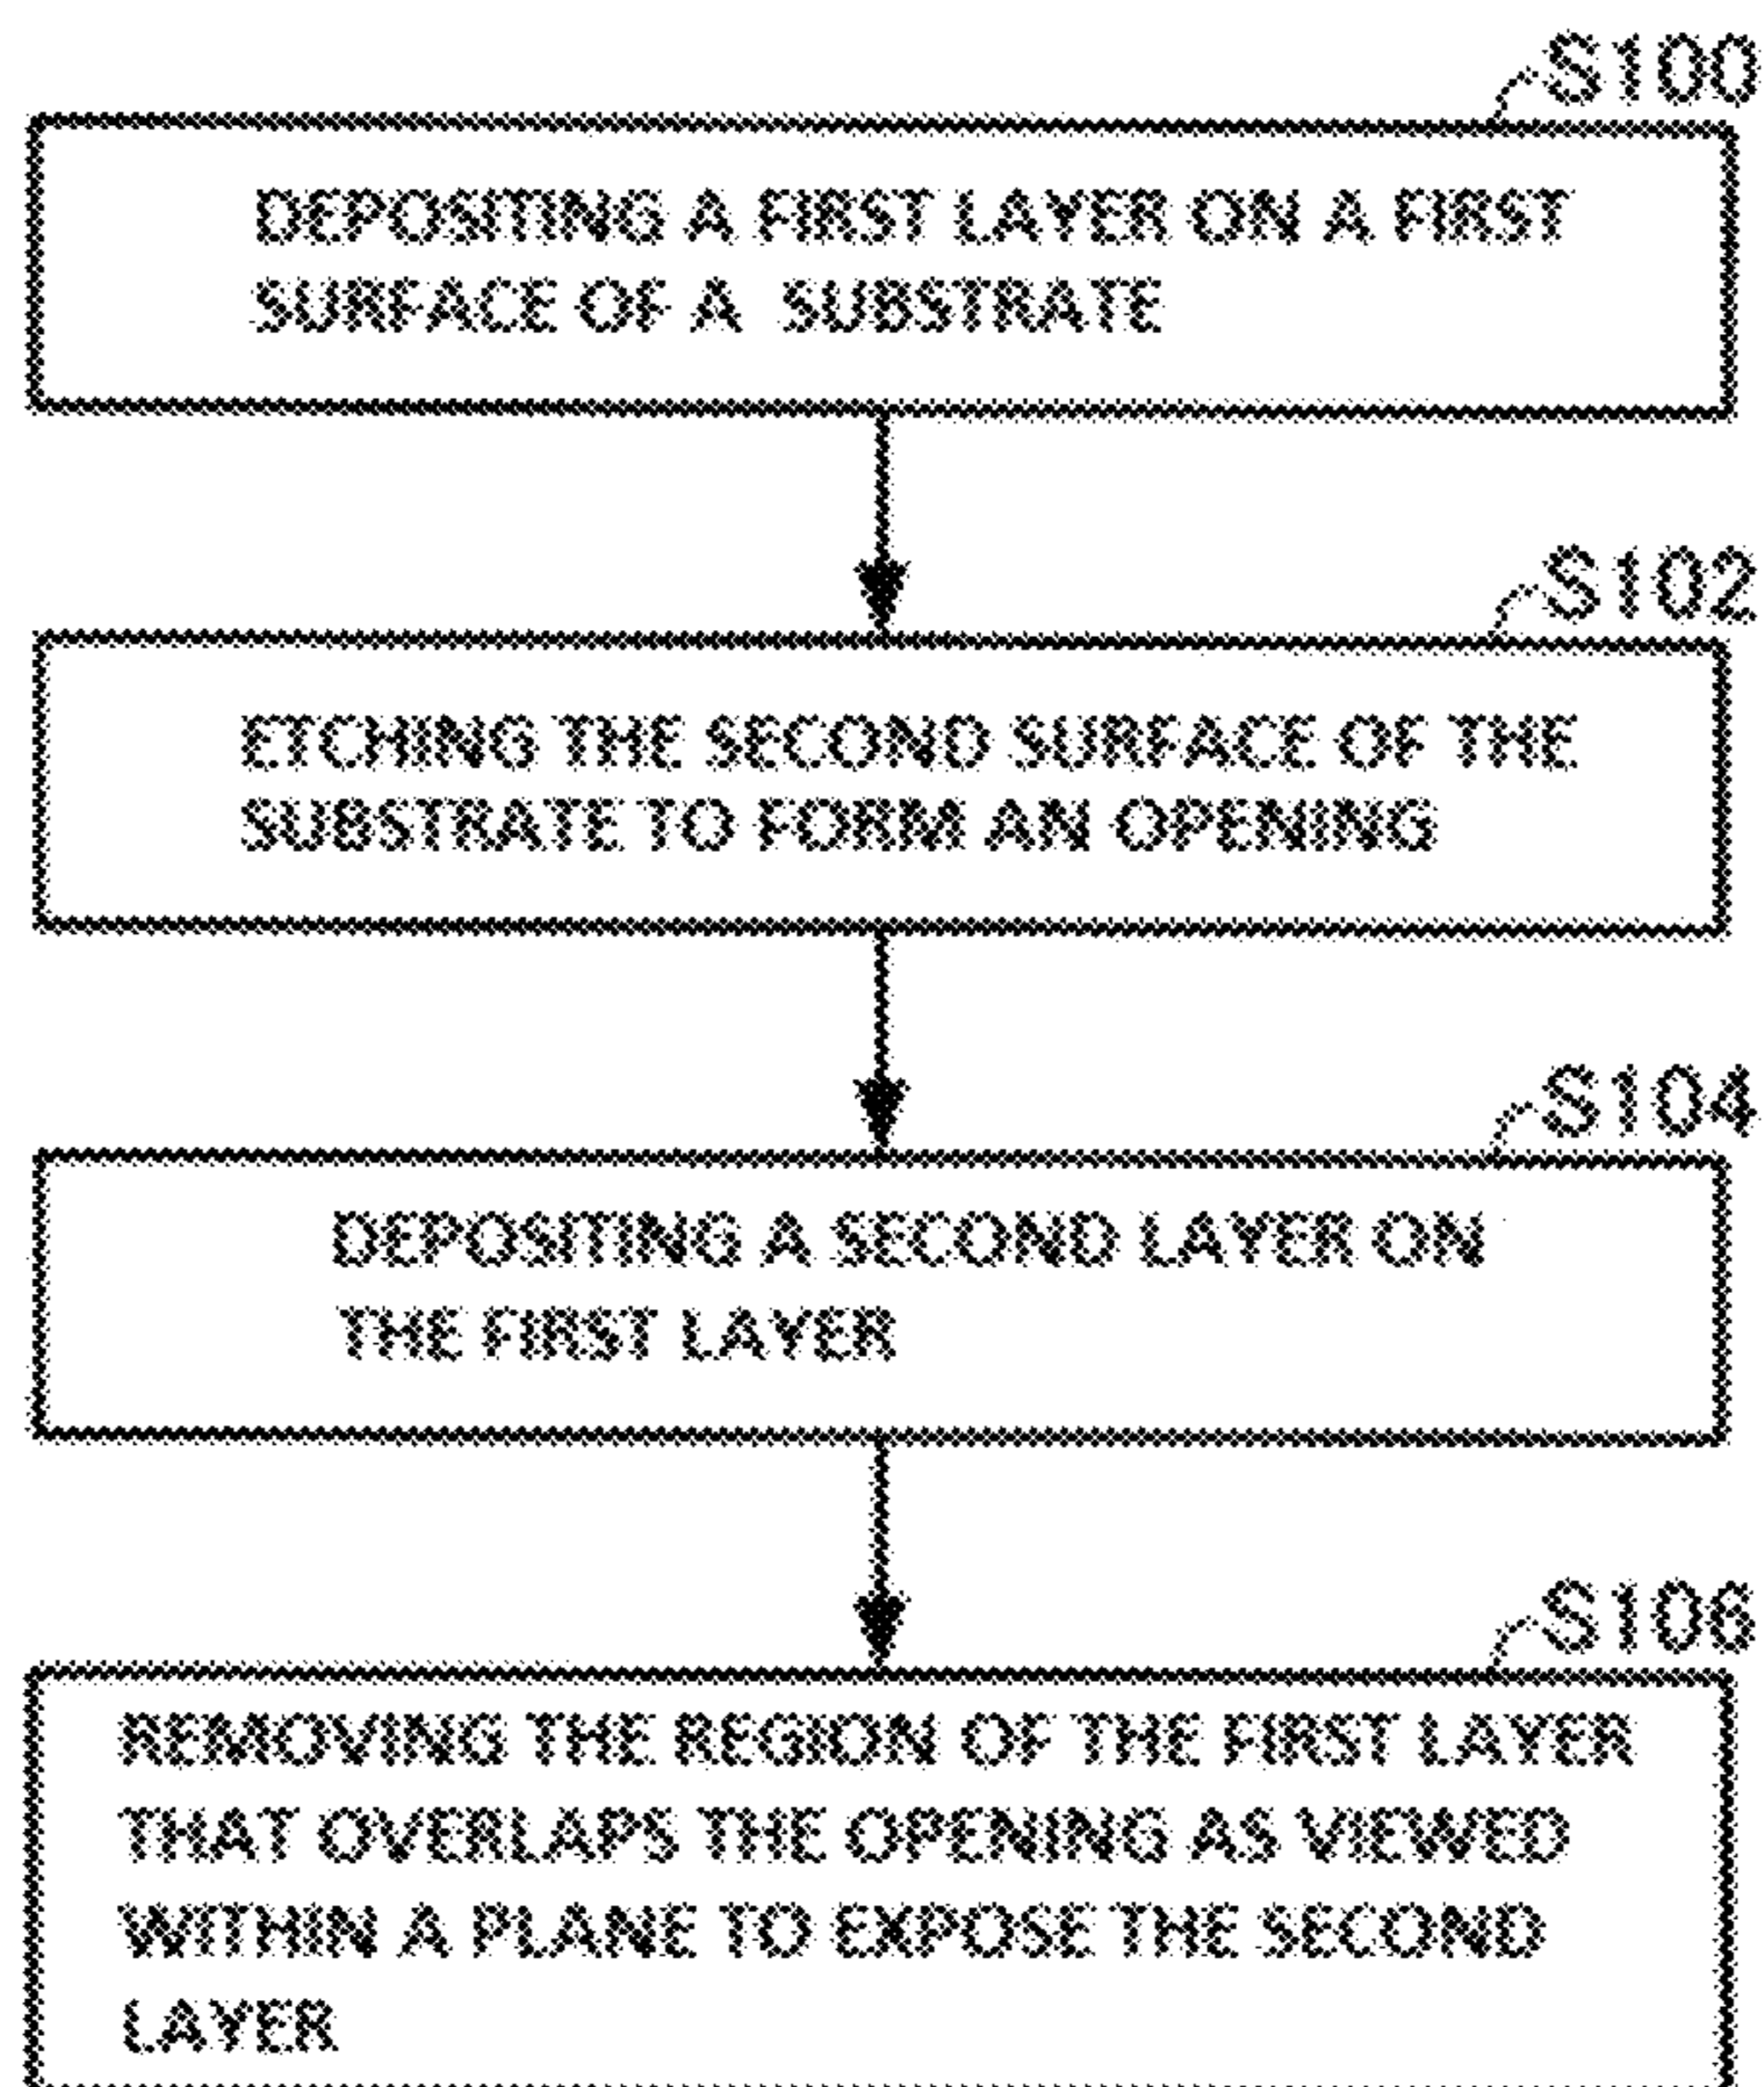 S100
DEPOSITING A FIRST LAYER ON A FIRST
SURFACE OF A SUBSTRATE
S102
ETCHING THE SECOND SURFACE OF THE
SUBSTRATE TO FORM AN OPENING
S104
DEPOSITING A SECOND LAYER ON
THE FIRST LAYER
S106
REMOVING THE REGION OF THE FIRST LAYER
THAT OVERLAPS THE OPENING AS VIEWED
WITHIN A PLANE TO EXPOSE THE SECOND
LAYER